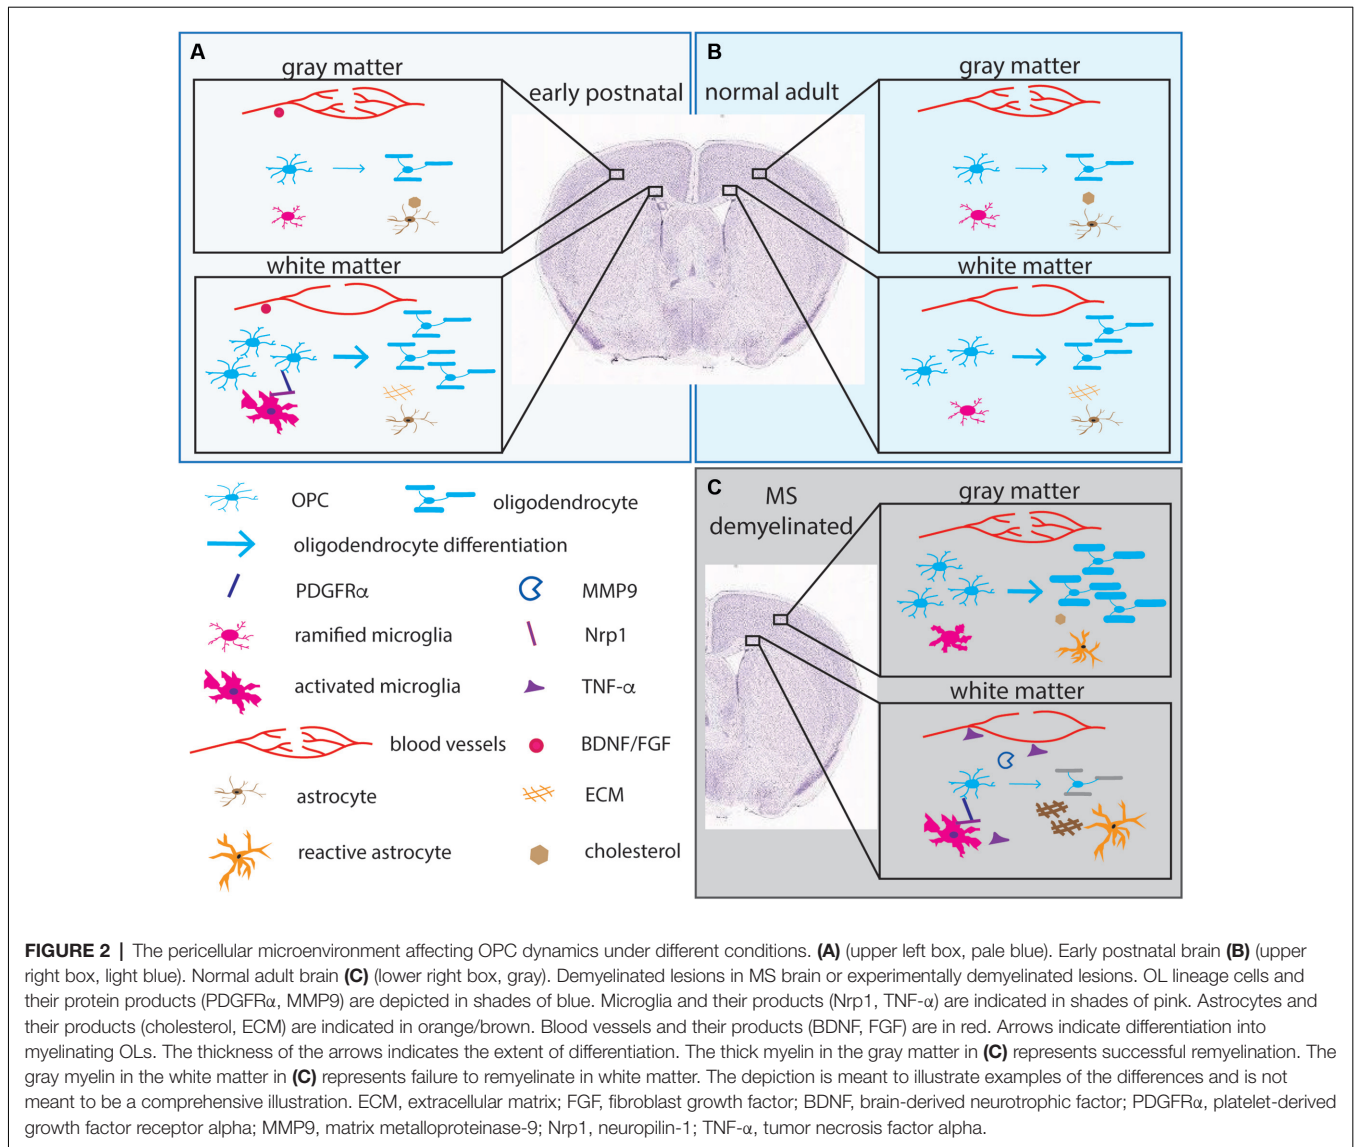 A
gray matter
early postnatal
white matter
B
gray matter
normal adult
white matter
C
MS
demyelinated
gray matter
white matter
OPC
oligodendrocyte
oligodendrocyte differentiation
PDGFRα
MMP9
ramified microglia
Nrp1
activated microglia
TNF-α
blood vessels
BDNF/FGF
astrocyte
ECM
reactive astrocyte
cholesterol
FIGURE 2 | The pericellular microenvironment affecting OPC dynamics under different conditions. (A) (upper left box, pale blue). Early postnatal brain (B) (upper
right box, light blue). Normal adult brain (C) (lower right box, gray). Demyelinated lesions in MS brain or experimentally demyelinated lesions. OL lineage cells and
their protein products (PDGFRα, MMP9) are depicted in shades of blue. Microglia and their products (Nrp1, TNF-α) are indicated in shades of pink. Astrocytes and
their products (cholesterol, ECM) are indicated in orange/brown. Blood vessels and their products (BDNF, FGF) are in red. Arrows indicate differentiation into
myelinating OLs. The thickness of the arrows indicates the extent of differentiation. The thick myelin in the gray matter in (C) represents successful remyelination. The
gray myelin in the white matter in (C) represents failure to remyelinate in white matter. The depiction is meant to illustrate examples of the differences and is not
meant to be a comprehensive illustration. ECM, extracellular matrix; FGF, fibroblast growth factor; BDNF, brain-derived neurotrophic factor; PDGFRα, platelet-derived
growth factor receptor alpha; MMP9, matrix metalloproteinase-9; Nrp1, neuropilin-1; TNF-α, tumor necrosis factor alpha.